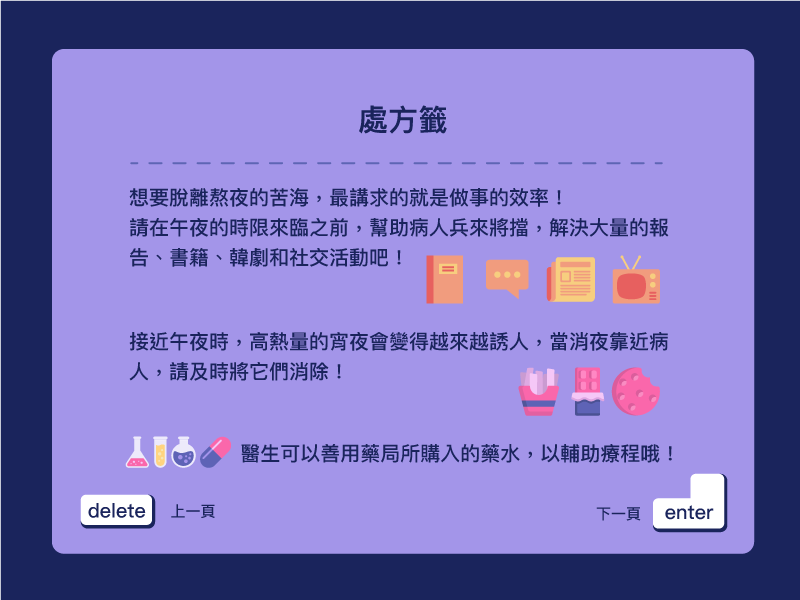 處方籤
想要脫離熬夜的苦海，最講求的就是做事的效率！
請在午夜的時限來臨之前，幫助病人兵來將擋，解決大量的報
告、書籍、韓劇和社交活動吧！
接近午夜時，高熱量的宵夜會變得越來越誘人，當消夜靠近病
人，請及時將它們消除！
醫生可以善用藥局所購入的藥水，以輔助療程哦！
delete 上一頁
下一頁 enter